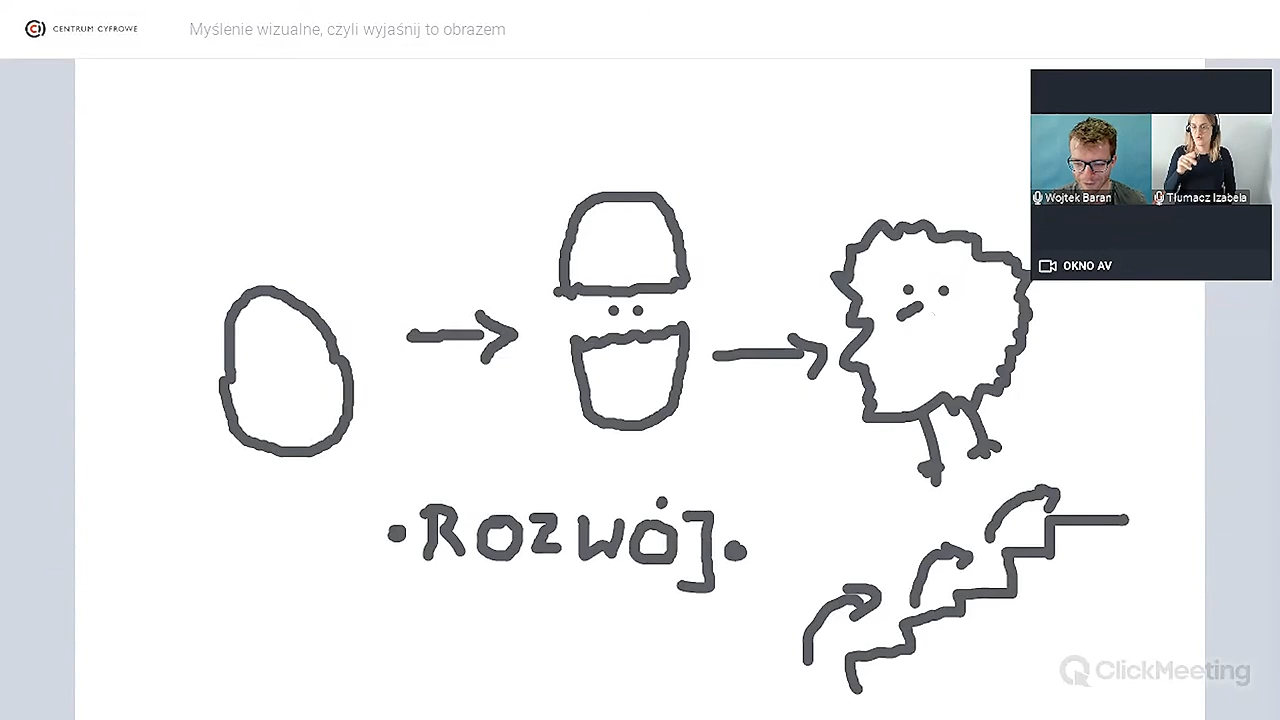 CENTRUM CYFROWE
Myślenie wizualne, czyli wyjaśnij to obrazem
Wojtek Baran
Tłumacz Izabela
OKNO AV
• ROZWÓJ •
ClickMeeting